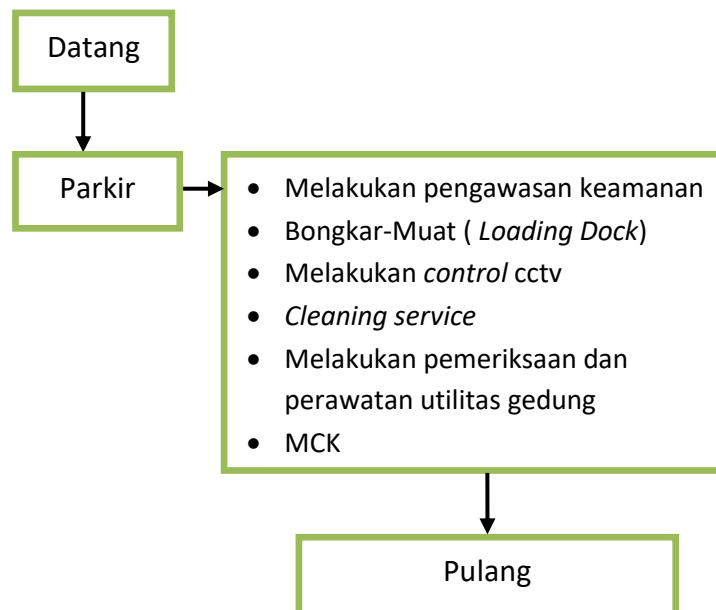 Datang
Parkir
• Melakukan pengawasan keamanan
• Bongkar-Muat ( Loading Dock)
• Melakukan control cctv
• Cleaning service
• Melakukan pemeriksaan dan
perawatan utilitas gedung
• MCK
Pulang